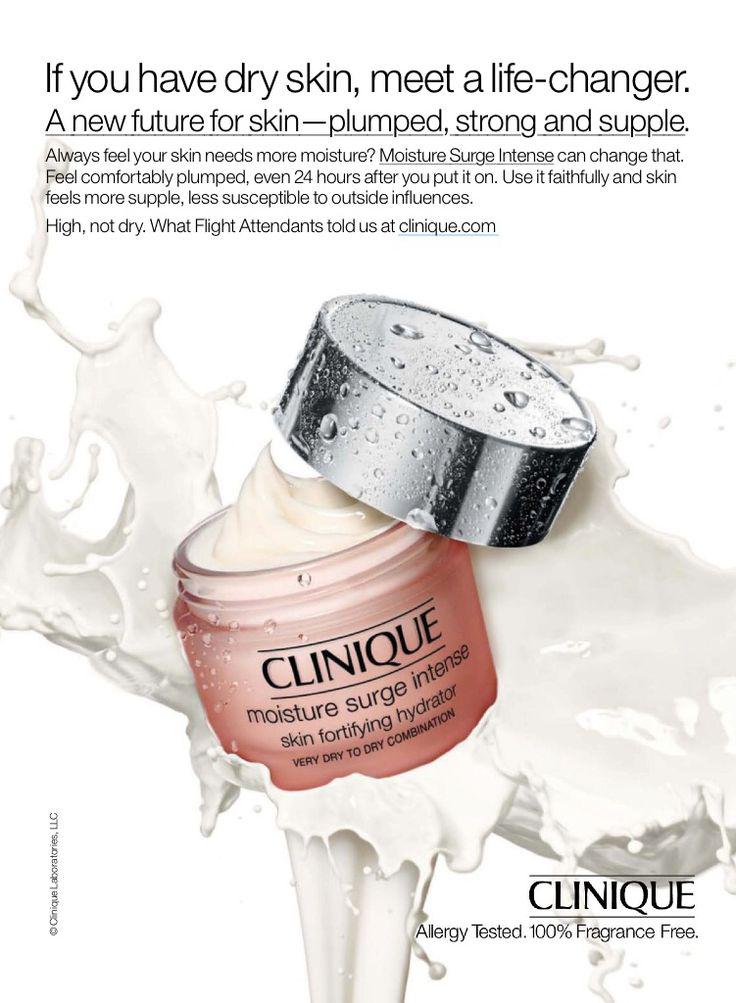 If you have dry skin, meet a life-changer.
A new future for skin—plumped, strong and supple.
Always feel your skin needs more moisture? Moisture Surge Intense can change that.
Feel comfortably plumped, even 24 hours after you put it on. Use it faithfully and skin
feels more supple, less susceptible to outside influences.
High, not dry. What Flight Attendants told us at clinique.com
CLINIQUE
moisture surge intense
skin fortifying hydrator
VERY DRY TO DRY COMBINATION
© Clinique Laboratories, LLC
CLINIQUE
Allergy Tested. 100% Fragrance Free.